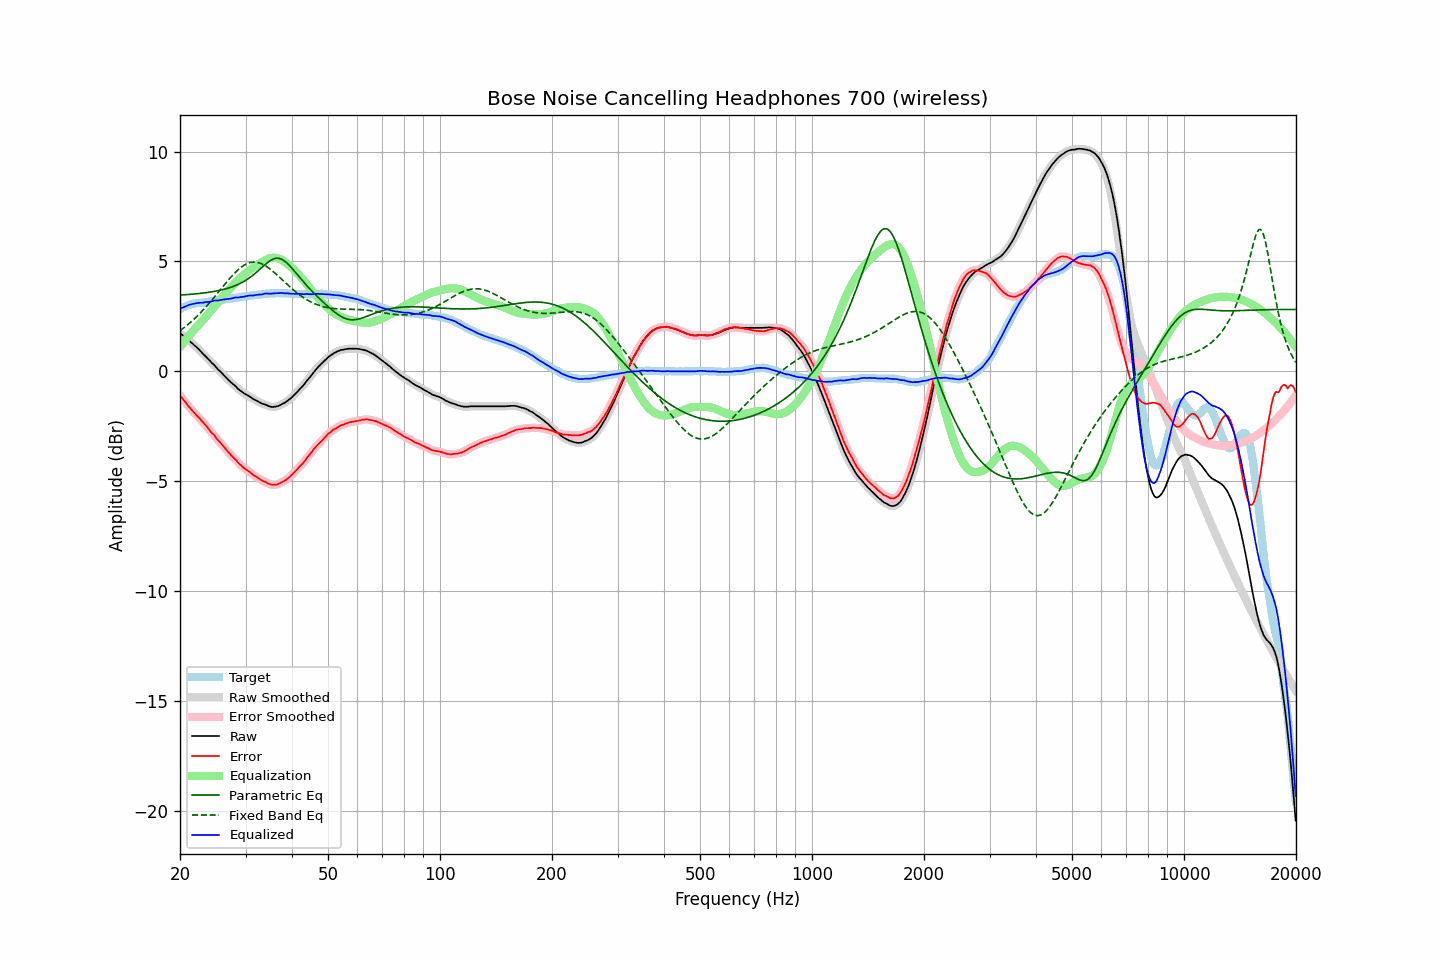 Bose Noise Cancelling Headphones 700 (wireless)
10
5
0
−5
−10
−15
−20
Amplitude (dBr)
Target
Raw Smoothed
Error Smoothed
Raw
Error
Equalization
Parametric Eq
Fixed Band Eq
Equalized
20 50 100 200 500 1000 2000 5000 10000 20000
Frequency (Hz)